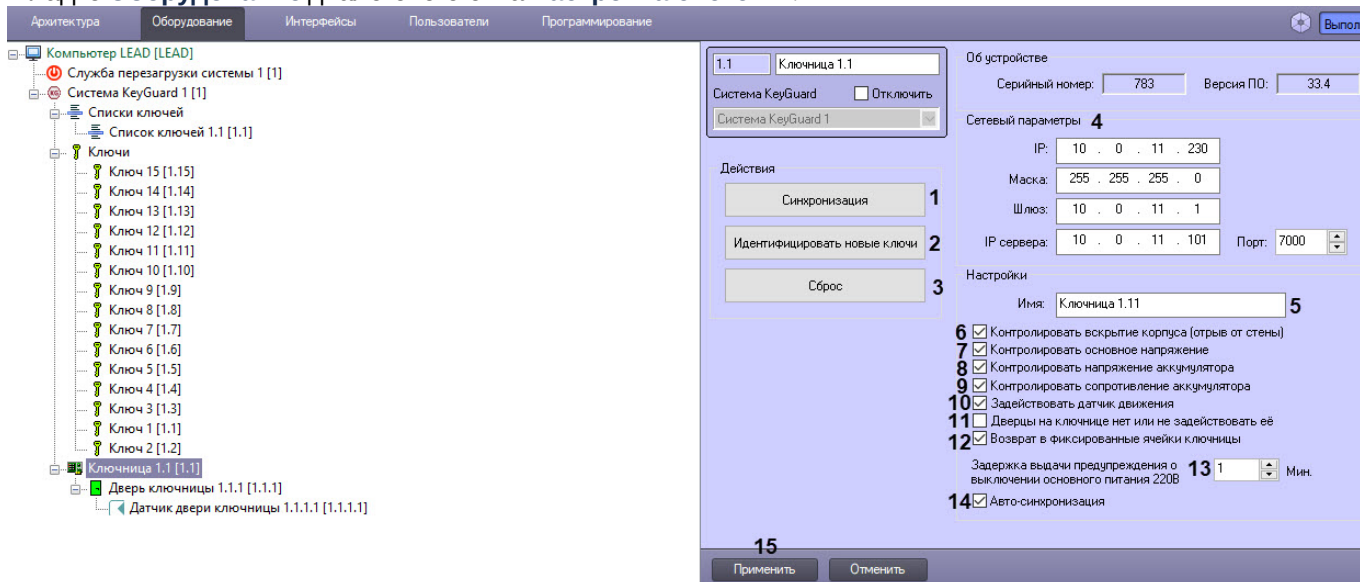 Архитектура Оборудование Интерфейсы Пользователи Программирование
Компьютер LEAD [LEAD]
Служба перезагрузки системы 1 [1]
Система KeyGuard 1 [1]
Списки ключей
Список ключей 1.1 [1.1]
Ключи
Ключ 15 [1.15]
Ключ 14 [1.14]
Ключ 13 [1.13]
Ключ 12 [1.12]
Ключ 11 [1.11]
Ключ 10 [1.10]
Ключ 9 [1.9]
Ключ 8 [1.8]
Ключ 7 [1.7]
Ключ 6 [1.6]
Ключ 5 [1.5]
Ключ 4 [1.4]
Ключ 3 [1.3]
Ключ 1 [1.1]
Ключ 2 [1.2]
Ключница 1.1 [1.1]
Дверь ключницы 1.1.1 [1.1.1]
Датчик двери ключницы 1.1.1.1 [1.1.1.1]
1.1 Ключница 1.1
Система KeyGuard Отключить
Система KeyGuard 1
Действия
Синхронизация 1
Идентифицировать новые ключи 2
Сброс 3
Об устройстве
Серийный номер: 783 Версия ПО: 33.4
Сетевый параметры 4
IP: 10 . 0 . 11 . 230
Маска: 255 . 255 . 255 . 0
Шлюз: 10 . 0 . 11 . 1
IP сервера: 10 . 0 . 11 . 101 Порт: 7000
Настройки
Имя: Ключница 1.11 5
6 Контролировать вскрытие корпуса (отрыв от стены)
7 Контролировать основное напряжение
8 Контролировать напряжение аккумулятора
9 Контролировать сопротивление аккумулятора
10 Задействовать датчик движения
11 Дверцы на ключнице нет или не задействовать её
12 Возврат в фиксированные ячейки ключницы
Задержка выдачи предупреждения о
выключении основного питания 220В 13 1 Мин.
14 Авто-синхронизация
15
Применить Отменить